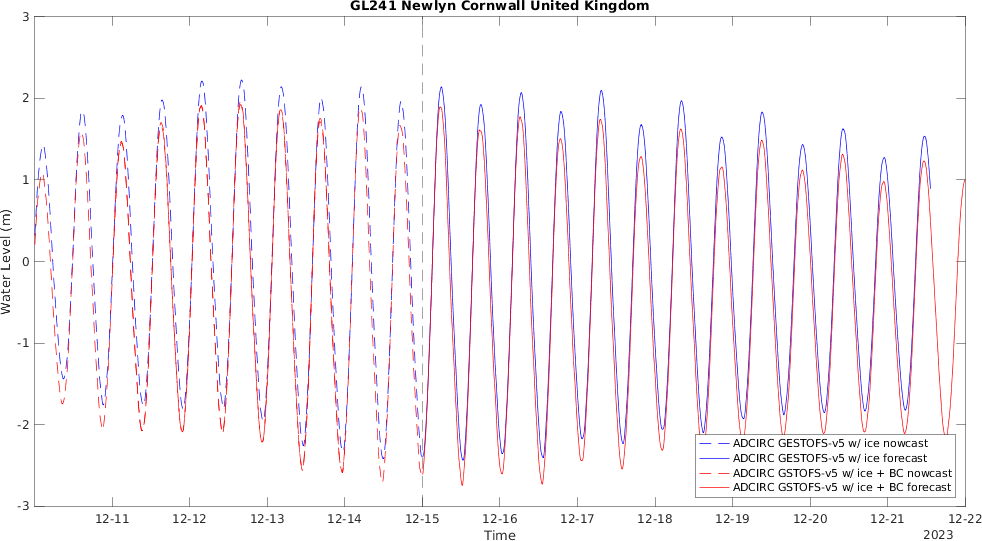 GL241 Newlyn Cornwall United Kingdom
3
2
1
0
-1
-2
-3
Water Level (m)
ADCIRC GESTOFS-v5 w/ ice nowcast
ADCIRC GESTOFS-v5 w/ ice forecast
ADCIRC GSTOFS-v5 w/ ice + BC nowcast
ADCIRC GSTOFS-v5 w/ ice + BC forecast
12-11 12-12 12-13 12-14 12-15 12-16 12-17 12-18 12-19 12-20 12-21 12-22
Time
2023